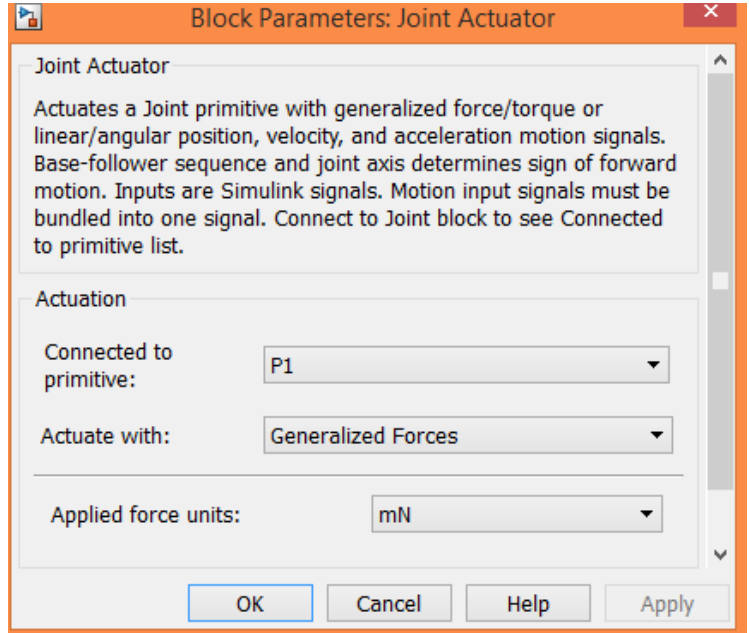 Block Parameters: Joint Actuator
Joint Actuator
Actuates a Joint primitive with generalized force/torque or
linear/angular position, velocity, and acceleration motion signals.
Base-follower sequence and joint axis determines sign of forward
motion. Inputs are Simulink signals. Motion input signals must be
bundled into one signal. Connect to Joint block to see Connected
to primitive list.
Actuation
Connected to
primitive:
P1
Actuate with:
Generalized Forces
Applied force units:
mN
OK
Cancel
Help
Apply